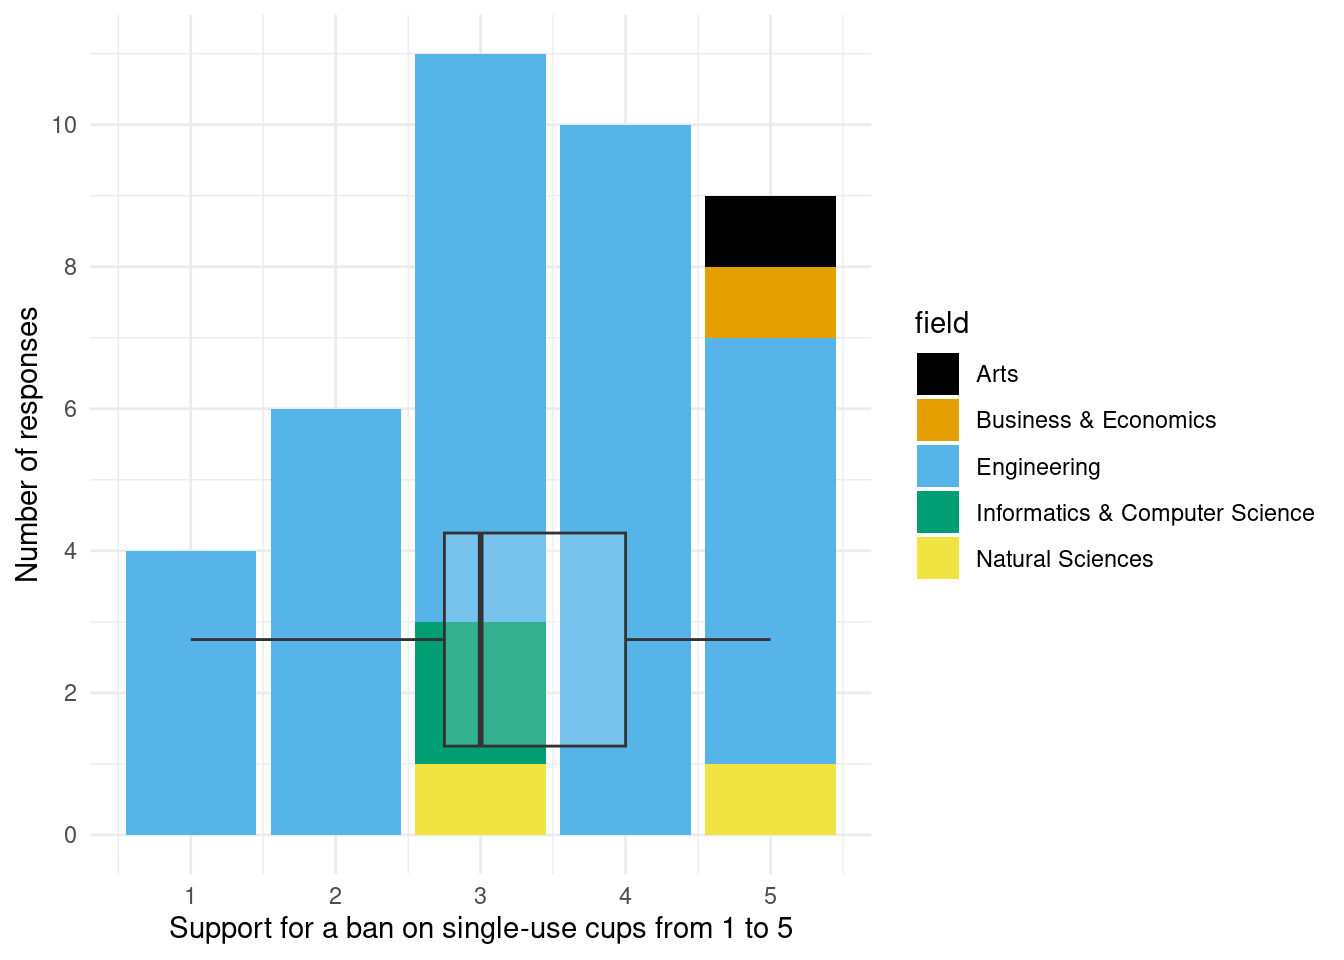 10
8
6
4
2
0
Number of responses
1 2 3 4 5
Support for a ban on single-use cups from 1 to 5
field
Arts
Business & Economics
Engineering
Informatics & Computer Science
Natural Sciences